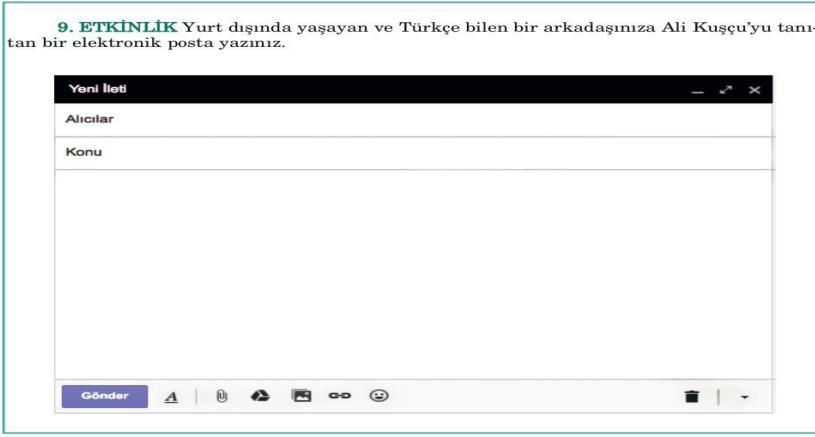 9. ETKİNLİK Yurt dışında yaşayan ve Türkçe bilen bir arkadaşınıza Ali Kuşçu'yu tanı-
tan bir elektronik posta yazınız.
Yeni İleti
Alıcılar
Konu
Gönder A